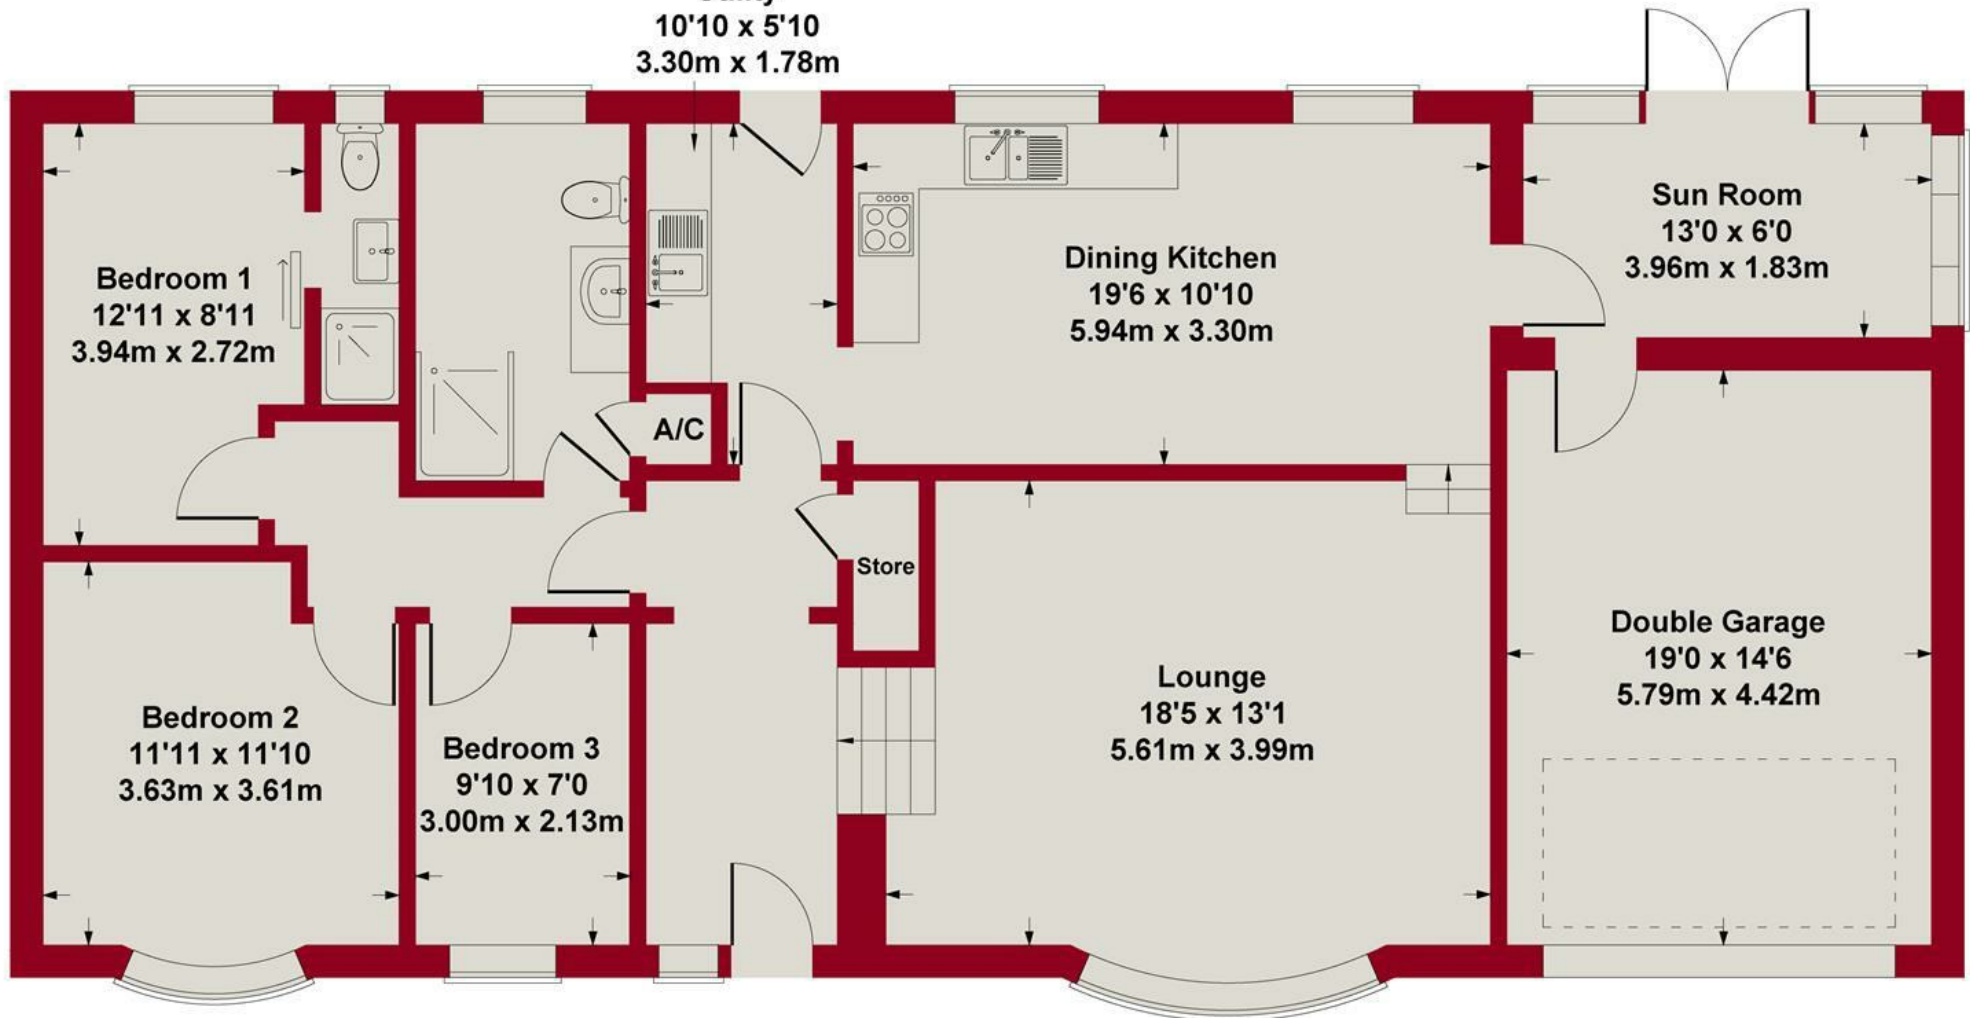 10'10 x 5'10
3.30m x 1.78m
Bedroom 1
12'11 x 8'11
3.94m x 2.72m
A/C
Dining Kitchen
19'6 x 10'10
5.94m x 3.30m
Sun Room
13'0 x 6'0
3.96m x 1.83m
Store
Bedroom 2
11'11 x 11'10
3.63m x 3.61m
Bedroom 3
9'10 x 7'0
3.00m x 2.13m
Lounge
18'5 x 13'1
5.61m x 3.99m
Double Garage
19'0 x 14'6
5.79m x 4.42m